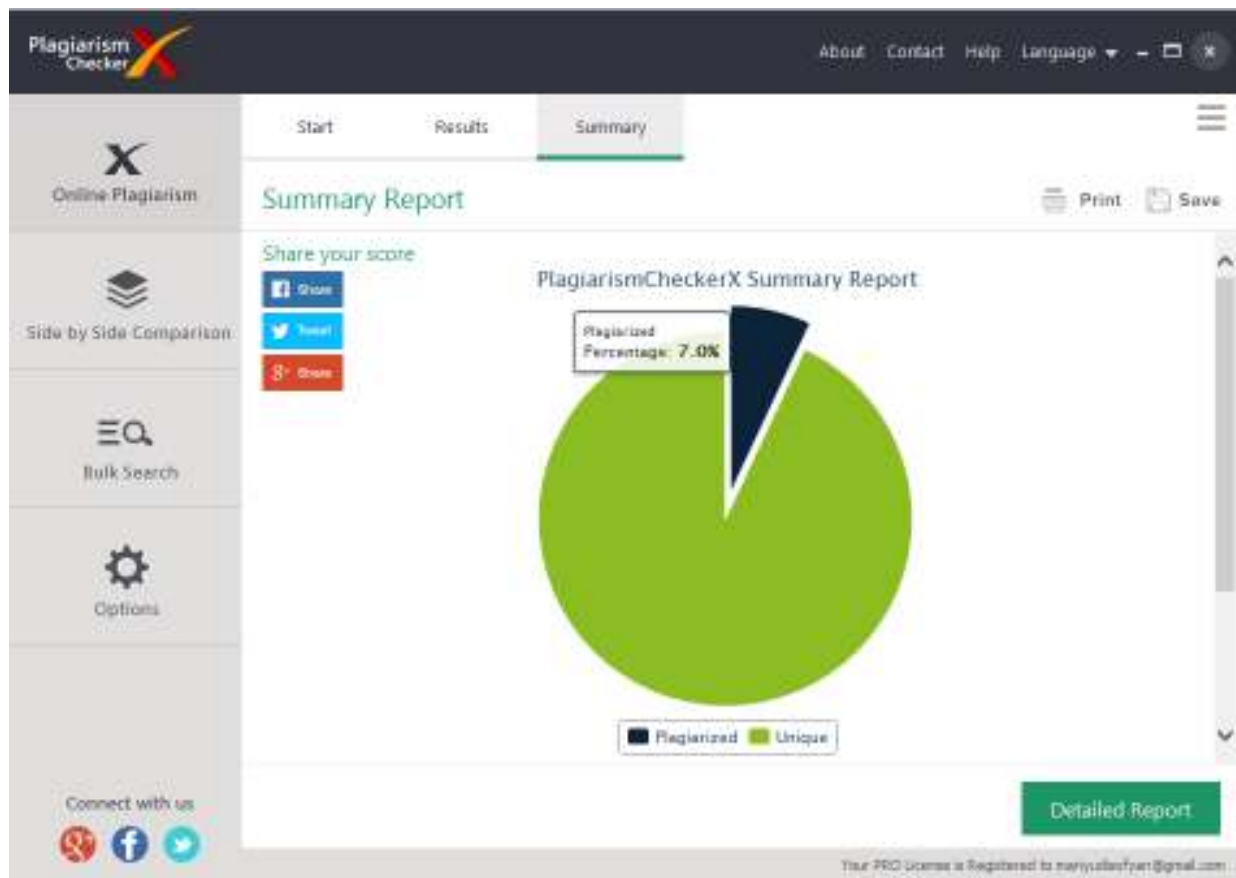 Plagiarism
Checker X
About Contact Help Language
Start Results Summary
Online Plagiarism
Summary Report
Print Save
Share your score
Share
Tweet
Share
PlagiarismCheckerX Summary Report
Plagiarized
Percentage: 7.0%
Side by Side Comparison
Bulk Search
Options
Plagiarized Unique
Connect with us
Detailed Report
Your PRO License is Registered to